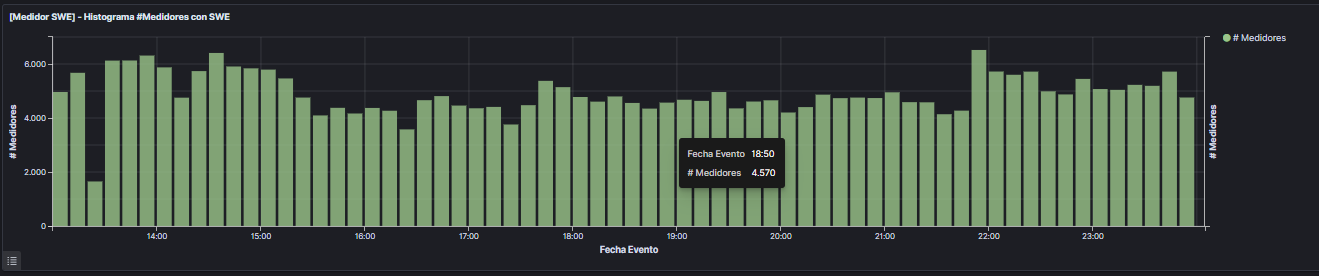 [Medidor SWE] - Histograma #Medidores con SWE
# Medidores
6.000
4.000
2.000
0
# Medidores
Fecha Evento 18:50
# Medidores 4.570
# Medidores
14:00 15:00 16:00 17:00 18:00 19:00 20:00 21:00 22:00 23:00
Fecha Evento